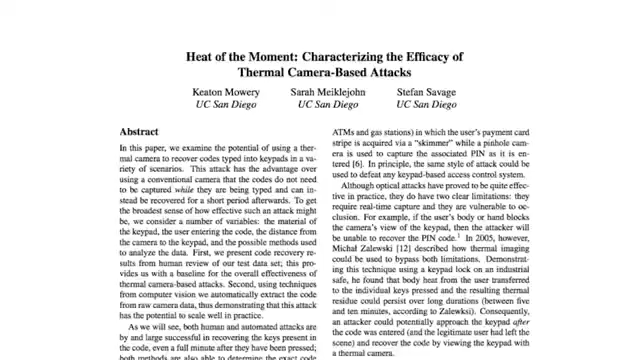 Heat of the Moment: Characterizing the Efficacy of
Thermal Camera-Based Attacks
Keaton Mowery Sarah Meiklejohn Stefan Savage
UC San Diego UC San Diego UC San Diego
Abstract
In this paper, we examine the potential of using a ther-
mal camera to recover codes typed into keypads in a va-
riety of scenarios. This attack has the advantage over
using a conventional camera that the codes do not need
to be captured while they are being typed and can in-
stead be recovered for a short period afterwards. To get
the broadest sense of how effective such an attack might
be, we consider a number of variables: the material of
the keypad, the user entering the code, the distance from
the camera to the keypad, and the possible methods used
to analyze the data. First, we present code recovery re-
sults from human review of our test data set; this pro-
vides us with a baseline for the overall effectiveness of
thermal camera-based attacks. Second, using techniques
from computer vision we automatically extract the code
from raw camera data, thus demonstrating that this attack
has the potential to scale well in practice.
As we will see, both human and automated attacks are
by and large successful in recovering the keys present in
the code, even a full minute after they have been pressed;
both methods are also able to determine the exact code
ATMs and gas stations) in which the user's payment card
stripe is acquired via a “skimmer” while a pinhole cam-
era is used to capture the associated PIN as it is en-
tered [6]. In principle, the same style of attack could be
used to defeat any keypad-based access control system.
Although optical attacks have proved to be quite effec-
tive in practice, they do have two clear limitations: they
require real-time capture and they are vulnerable to oc-
clusion. For example, if the user's body or hand blocks
the camera's view of the keypad, then the attacker will
be unable to recover the PIN code.1 In 2005, however,
Michał Zalewski [12] described how thermal imaging
could be used to bypass both limitations. Demonstrat-
ing this technique using a keypad lock on an industrial
safe, he found that body heat from the user transferred
to the individual keys pressed and the resulting thermal
residue could persist over long durations (between five
and ten minutes, according to Zalewksi). Consequently,
an attacker could potentially approach the keypad after
the code was entered (and the legitimate user had left the
scene) and recover the code by viewing the keypad with
a thermal camera.